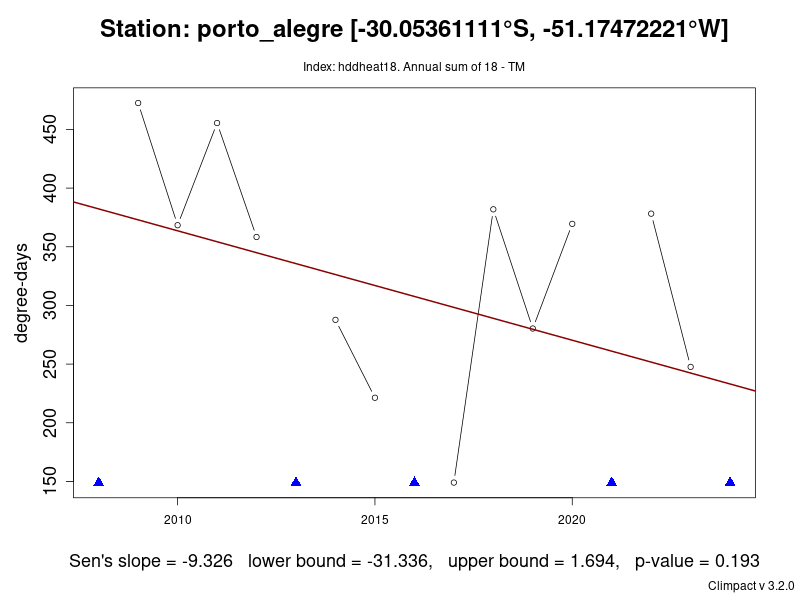 Station: porto_alegre [-30.05361111°S, -51.17472221°W]
Index: hddheat18. Annual sum of 18 - TM
degree-days
450
400
350
300
250
200
150
2010
2015
2020
Sen's slope = -9.326 lower bound = -31.336, upper bound = 1.694, p-value = 0.193
Climpact v 3.2.0